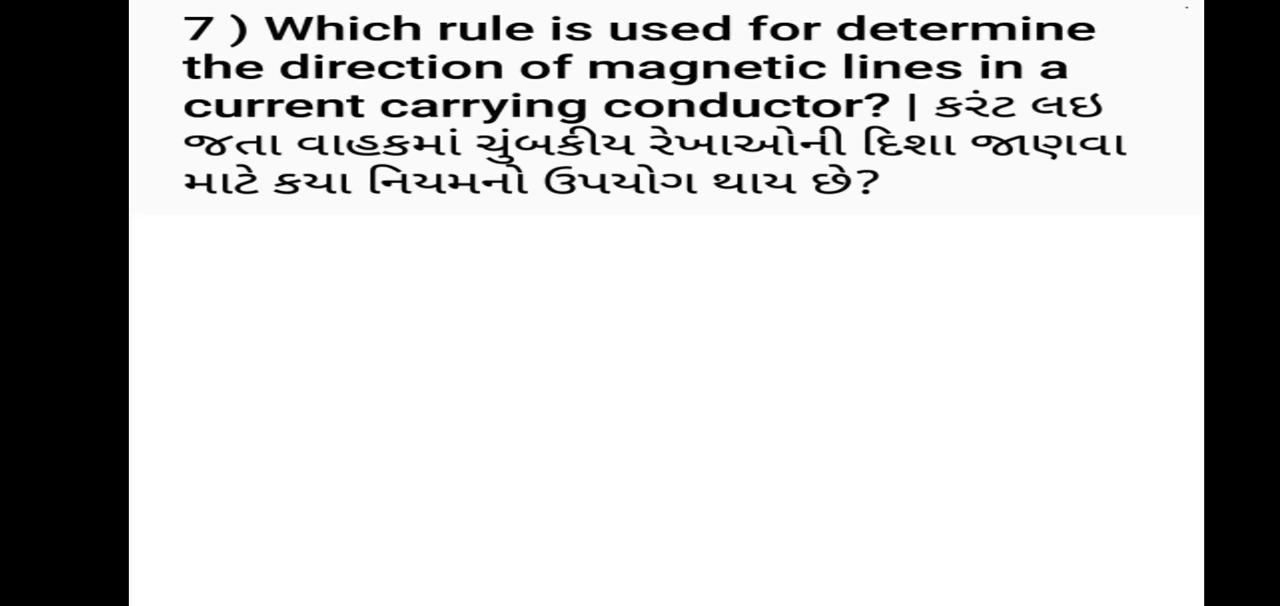 7 ) Which rule is used for determine
the direction of magnetic lines in a
current carrying conductor? | કરંટ લઇ
જતા વાહકમાં ચુંબકીય રેખાઓની દિશા જાણવા
માટે કયા નિયમનો ઉપયોગ થાય છે?